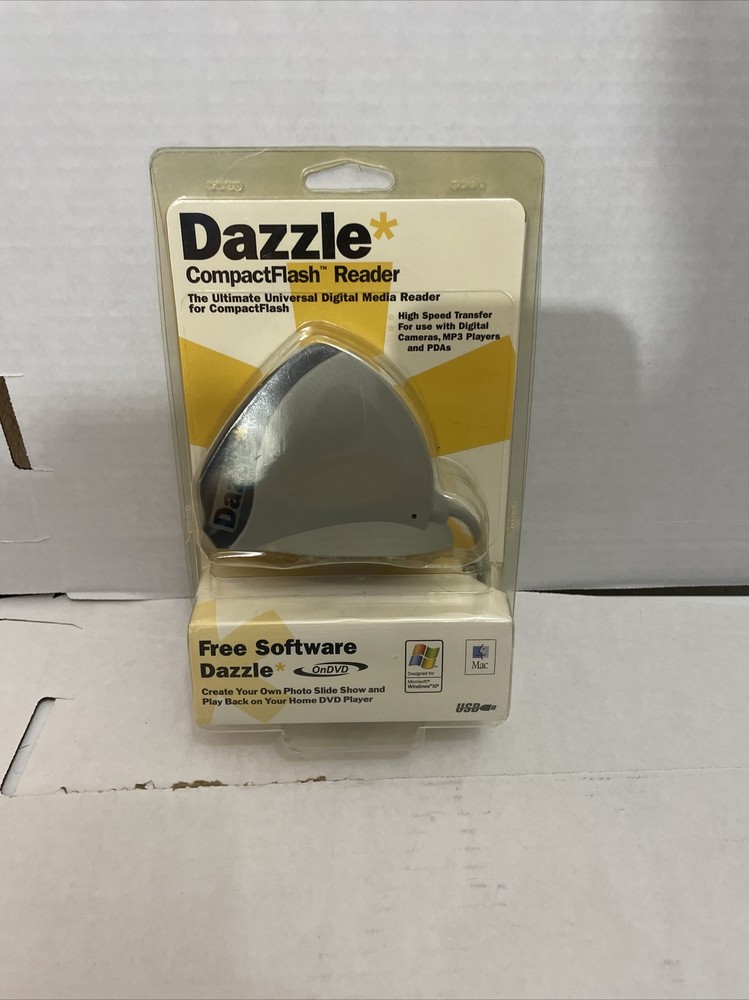 Dazzle*
CompactFlash™ Reader
The Ultimate Universal Digital Media Reader
for CompactFlash
High Speed Transfer
For use with Digital
Cameras, MP3 Players
and PDAs
Daz
Free Software
Dazzle* OnDVD
Create Your Own Photo Slide Show and
Play Back on Your Home DVD Player
Designed for
Microsoft®
Windows®XP
Mac
USB